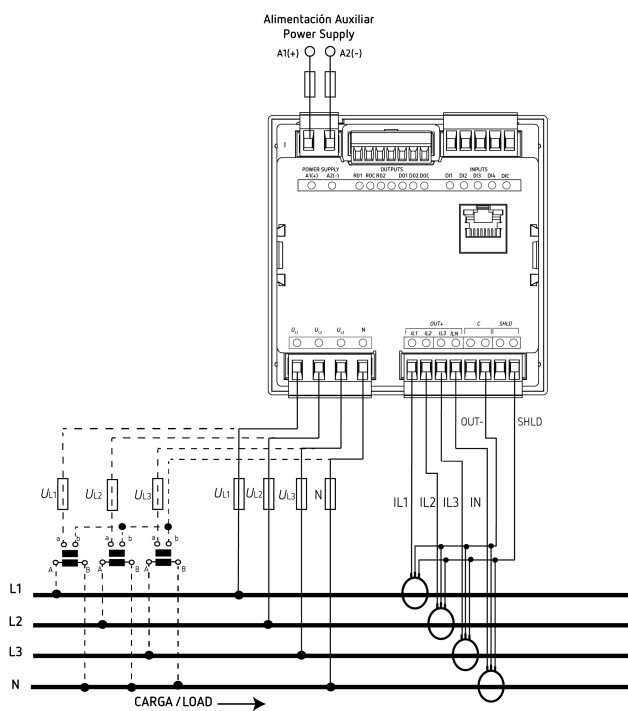 Alimentación Auxiliar
Power Supply
A1(+) A2(-)
I
POWER SUPPLY OUTPUTS INPUTS
A1(+) A2(-) RO1 ROC RO2 DO1 DO2 DOC DI1 DI2 DI3 DI4 DIC
OUT+ C SHLD
UL1 UL2 UL3 N IL1 IL2 IL3 ILN
OUT- SHLD
UL1 UL2 UL3 UL1 UL2 UL3 N IL1 IL2 IL3 IN
a b a b a b
A B A B A B
L1
L2
L3
N
CARGA / LOAD